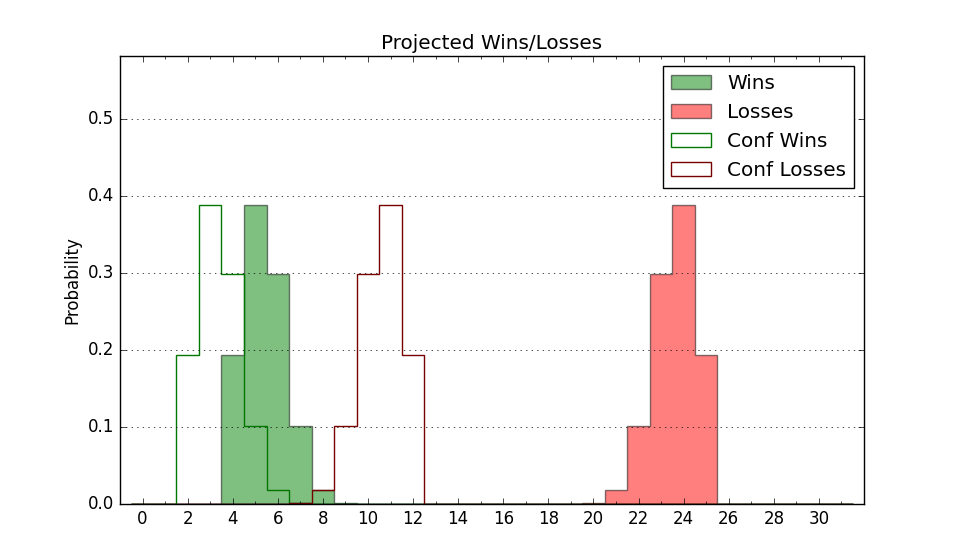 Projected Wins/Losses
Wins
Losses
Conf Wins
Conf Losses
Probability
0.5
0.4
0.3
0.2
0.1
0.0
0 2 4 6 8 10 12 14 16 18 20 22 24 26 28 30